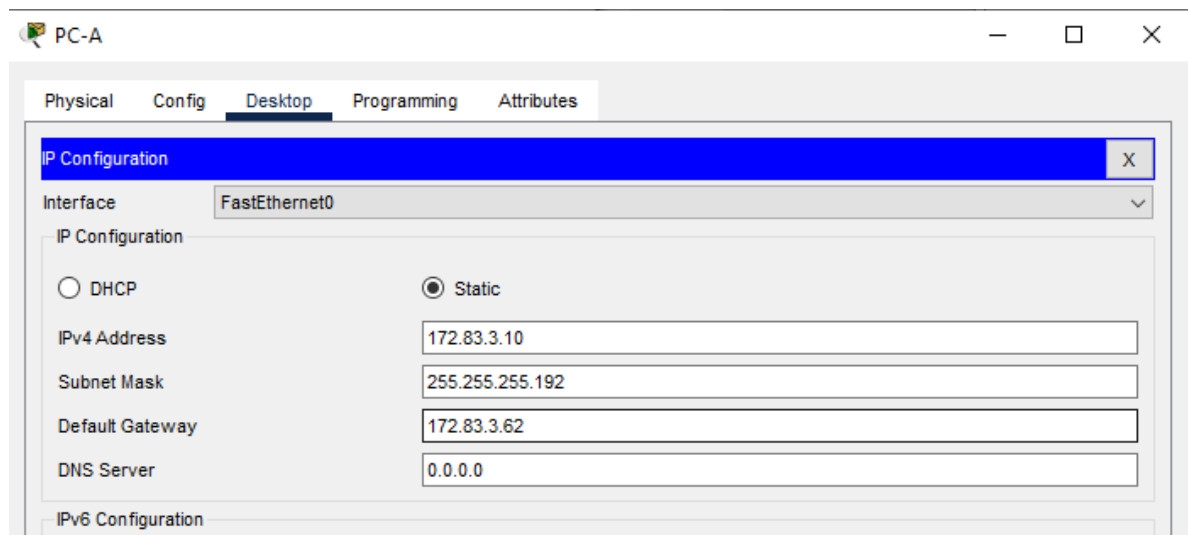 PC-A
Physical Config Desktop Programming Attributes
IP Configuration X
Interface FastEthernet0
IP Configuration
DHCP Static
IPv4 Address 172.83.3.10
Subnet Mask 255.255.255.192
Default Gateway 172.83.3.62
DNS Server 0.0.0.0
IPv6 Configuration